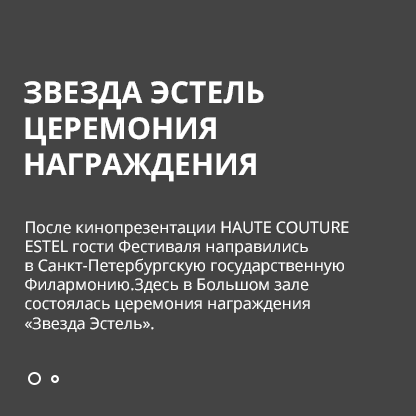 ЗВЕЗДА ЭСТЕЛЬ
ЦЕРЕМОНИЯ
НАГРАЖДЕНИЯ
После кинопрезентации HAUTE COUTURE
ESTEL гости Фестиваля направились
в Санкт-Петербургскую государственную
Филармонию.Здесь в Большом зале
состоялась церемония награждения
«Звезда Эстель».